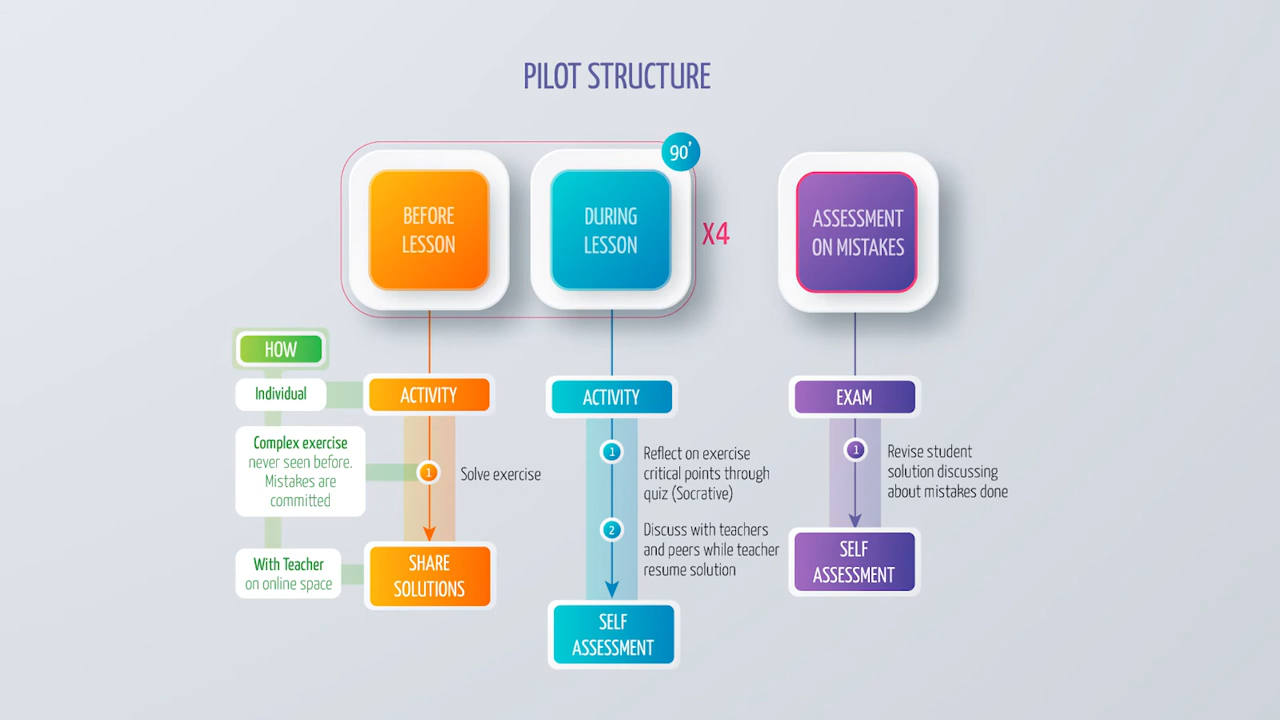 PILOT STRUCTURE
90'
BEFORE
LESSON
DURING
LESSON
X4
ASSESSMENT
ON MISTAKES
HOW
Individual
Complex exercise
never seen before.
Mistakes are
committed
With Teacher
on online space
ACTIVITY
1
Solve exercise
SHARE
SOLUTIONS
ACTIVITY
1
Reflect on exercise
critical points through
quiz (Socrative)
2
Discuss with teachers
and peers while teacher
resume solution
SELF
ASSESSMENT
EXAM
1
Revise student
solution discussing
about mistakes done
SELF
ASSESSMENT